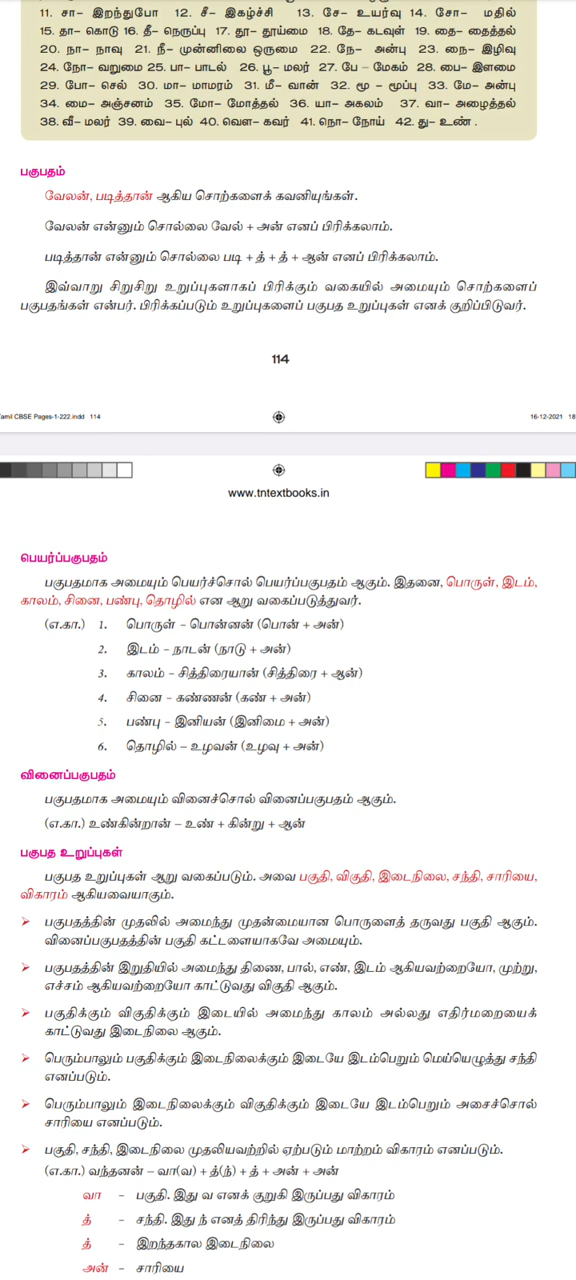 11. சா– இறந்துபோ 12. சீ– இகழ்ச்சி 13. சே– உயர்வு 14. சோ– மதில்
15. தா– கொடு 16. தீ– நெருப்பு 17. தூ– தூய்மை 18. தே– கடவுள் 19. தை– தைத்தல்
20. நா– நாவு 21. நீ– முன்னிலை ஒருமை 22. நே– அன்பு 23. நை– இழிவு
24. நோ– வறுமை 25. பா– பாடல் 26. பூ– மலர் 27. பே – மேகம் 28. பை– இளமை
29. போ– செல் 30. மா– மாமரம் 31. மீ– வான் 32. மூ – மூப்பு 33. மே– அன்பு
34. மை– அஞ்சனம் 35. மோ– மோத்தல் 36. யா– அகலம் 37. வா– அழைத்தல்
38. வீ– மலர் 39. வை– புல் 40. வௌ– கவர் 41. நொ– நோய் 42. து– உண் .
பகுபதம்
வேலன், படித்தான் ஆகிய சொற்களைக் கவனியுங்கள்.
வேலன் என்னும் சொல்லை வேல் + அன் எனப் பிரிக்கலாம்.
படித்தான் என்னும் சொல்லை படி + த் + த் + ஆன் எனப் பிரிக்கலாம்.
இவ்வாறு சிறுசிறு உறுப்புகளாகப் பிரிக்கும் வகையில் அமையும் சொற்களைப்
பகுபதங்கள் என்பர். பிரிக்கப்படும் உறுப்புகளைப் பகுபத உறுப்புகள் எனக் குறிப்பிடுவர்.
114
amil CBSE Pages-1-222.indd 114
16-12-2021 18
www.tntextbooks.in
பெயர்ப்பகுபதம்
பகுபதமாக அமையும் பெயர்ச்சொல் பெயர்ப்பகுபதம் ஆகும். இதனை, பொருள், இடம்,
காலம், சினை, பண்பு, தொழில் என ஆறு வகைப்படுத்துவர்.
(எ.கா.) 1. பொருள் – பொன்னன் (பொன் + அன்)
2. இடம் – நாடன் (நாடு + அன்)
3. காலம் – சித்திரையான் (சித்திரை + ஆன்)
4. சினை – கண்ணன் (கண் + அன்)
5. பண்பு – இனியன் (இனிமை + அன்)
6. தொழில் – உழவன் (உழவு + அன்)
வினைப்பகுபதம்
பகுபதமாக அமையும் வினைச்சொல் வினைப்பகுபதம் ஆகும்.
(எ.கா.) உண்கின்றான் – உண் + கின்று + ஆன்
பகுபத உறுப்புகள்
பகுபத உறுப்புகள் ஆறு வகைப்படும். அவை பகுதி, விகுதி, இடைநிலை, சந்தி, சாரியை,
விகாரம் ஆகியவையாகும்.
➢ பகுபதத்தின் முதலில் அமைந்து முதன்மையான பொருளைத் தருவது பகுதி ஆகும்.
வினைப்பகுபதத்தின் பகுதி கட்டளையாகவே அமையும்.
➢ பகுபதத்தின் இறுதியில் அமைந்து திணை, பால், எண், இடம் ஆகியவற்றையோ, முற்று,
எச்சம் ஆகியவற்றையோ காட்டுவது விகுதி ஆகும்.
➢ பகுதிக்கும் விகுதிக்கும் இடையில் அமைந்து காலம் அல்லது எதிர்மறையைக்
காட்டுவது இடைநிலை ஆகும்.
➢ பெரும்பாலும் பகுதிக்கும் இடைநிலைக்கும் இடையே இடம்பெறும் மெய்யெழுத்து சந்தி
எனப்படும்.
➢ பெரும்பாலும் இடைநிலைக்கும் விகுதிக்கும் இடையே இடம்பெறும் அசைச்சொல்
சாரியை எனப்படும்.
➢ பகுதி, சந்தி, இடைநிலை முதலியவற்றில் ஏற்படும் மாற்றம் விகாரம் எனப்படும்.
(எ.கா.) வந்தனன் – வா(வ) + த்(ந்) + த் + அன் + அன்
வா – பகுதி. இது வ எனக் குறுகி இருப்பது விகாரம்
த் – சந்தி. இது ந் எனத் திரிந்து இருப்பது விகாரம்
த் – இறந்தகால இடைநிலை
அன் – சாரியை